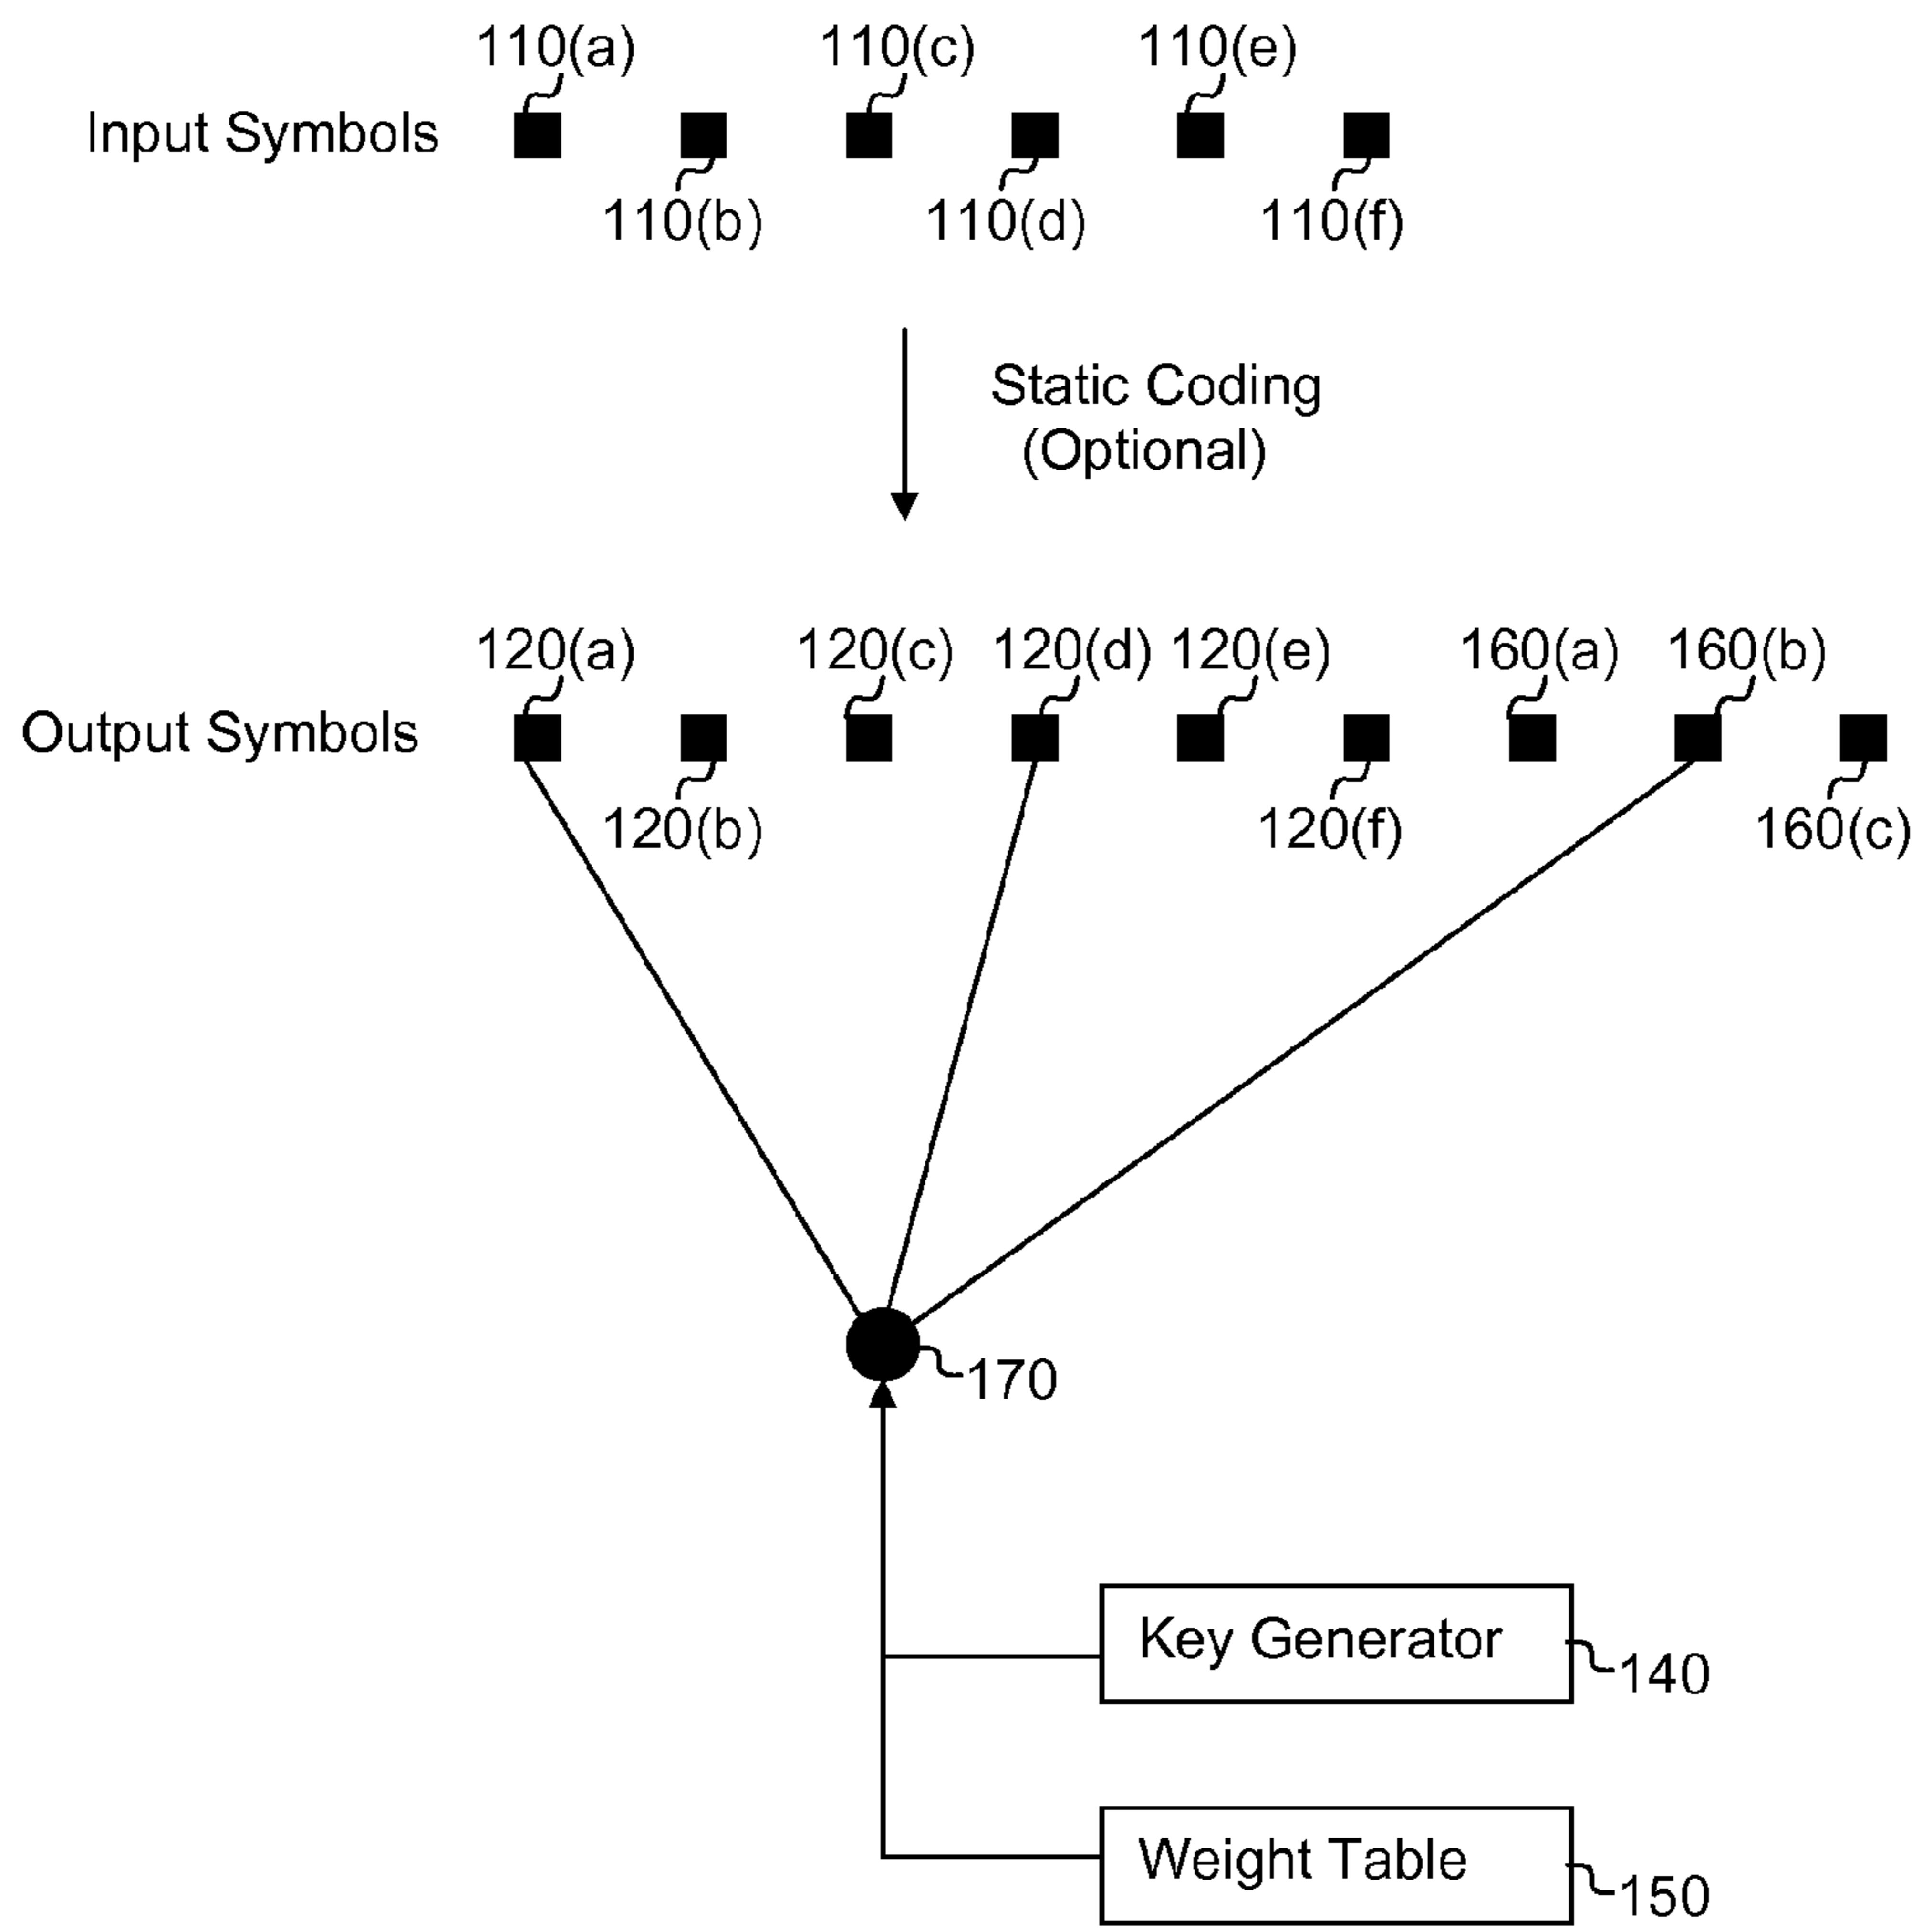 110(a) 110(c) 110(e)
Input Symbols
110(b) 110(d) 110(f)
Static Coding
(Optional)
120(a) 120(c) 120(d) 120(e) 160(a) 160(b)
Output Symbols
120(b) 120(f) 160(c)
170
Key Generator
140
Weight Table
150